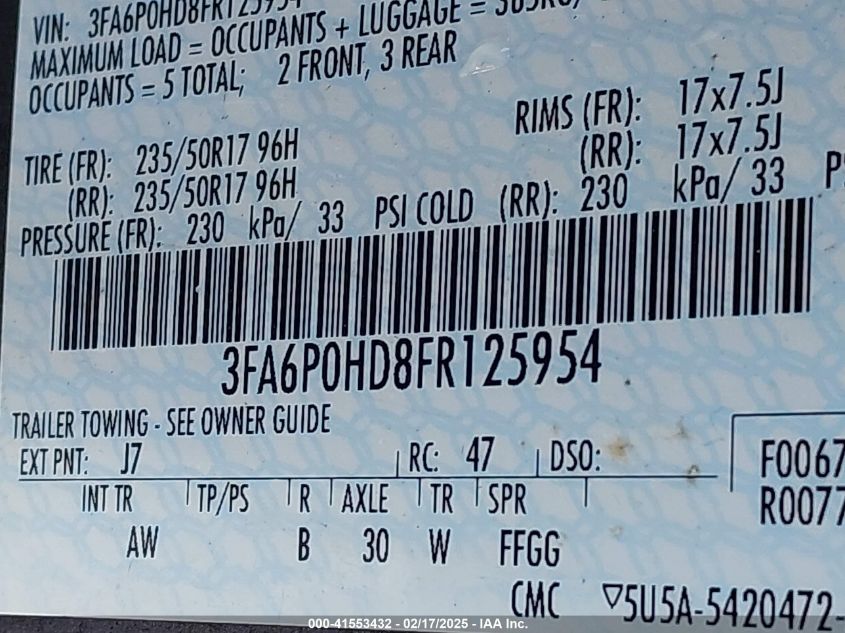 VIN: 3FA6P0HD8FR125954
MAXIMUM LOAD = OCCUPANTS + LUGGAGE =
OCCUPANTS = 5 TOTAL; 2 FRONT, 3 REAR
TIRE (FR): 235/50R17 96H RIMS (FR): 17x7.5J
(RR): 235/50R17 96H (RR): 17x7.5J
PRESSURE (FR): 230 kPa/ 33 PSI COLD (RR): 230 kPa/ 33
3FA6P0HD8FR125954
TRAILER TOWING - SEE OWNER GUIDE
EXT PNT: J7 RC: 47 DSO: F0067
INT TR TP/PS R AXLE TR SPR R0077
AW B 30 W FFGG
CMC ▽5U5A-5420472-
000-41553432 - 02/17/2025 - IAA Inc.